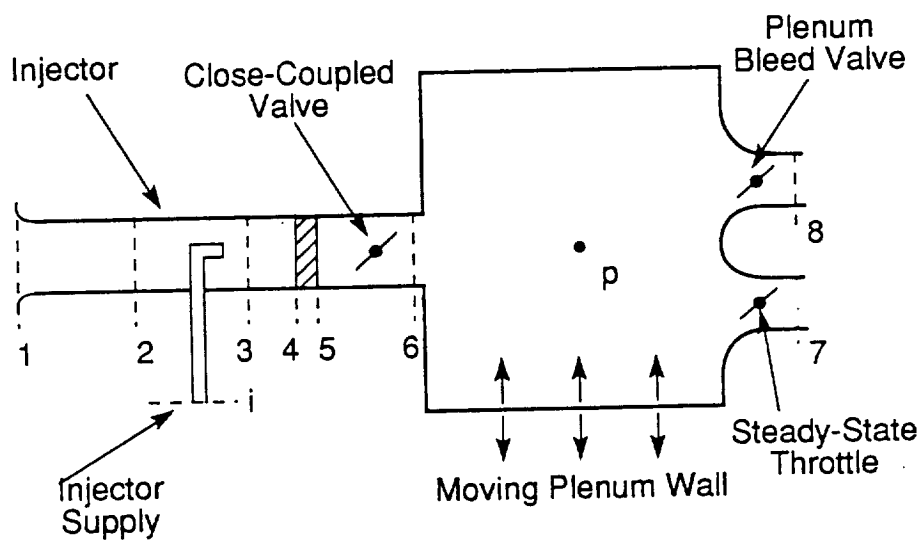 Plenum
Bleed Valve
Injector
Close-Coupled
Valve
8
p
1
2
3
4
5
6
7
i
Injector
Supply
Moving Plenum Wall
Steady-State
Throttle